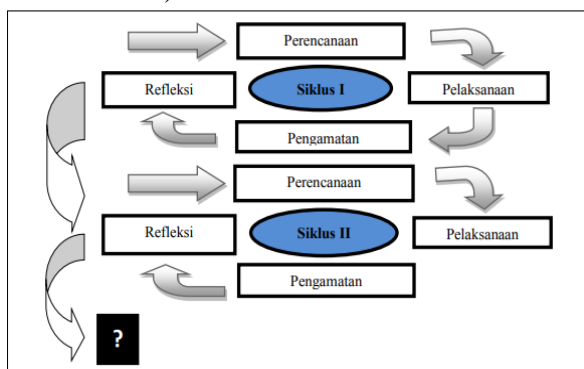 Perencanaan
Refleksi
Siklus I
Pelaksanaan
Pengamatan
Perencanaan
Refleksi
Siklus II
Pelaksanaan
Pengamatan
?